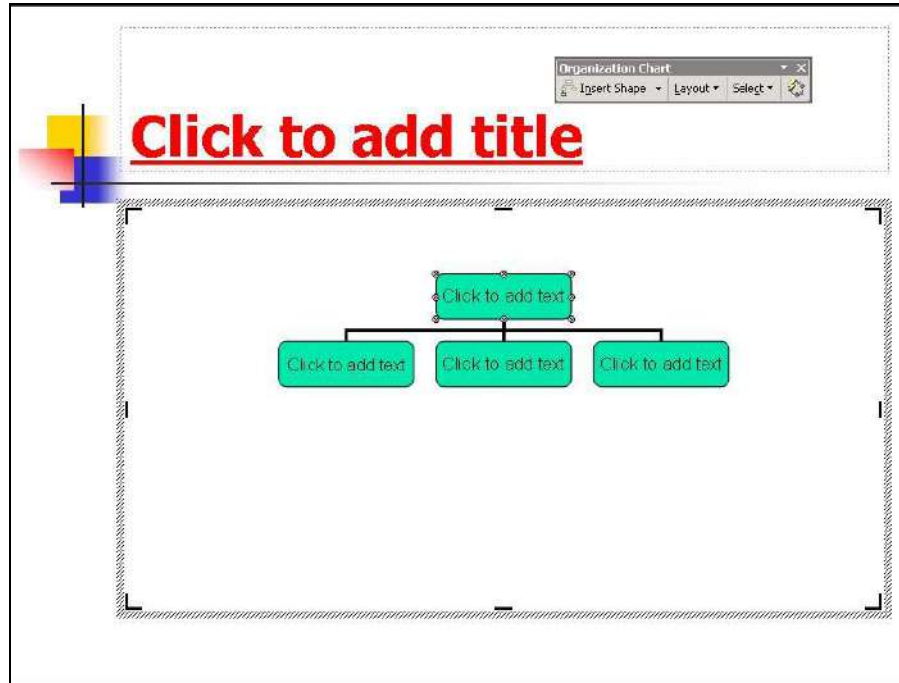 Organization Chart
Insert Shape Layout Select
Click to add title
Click to add text
Click to add text Click to add text Click to add text